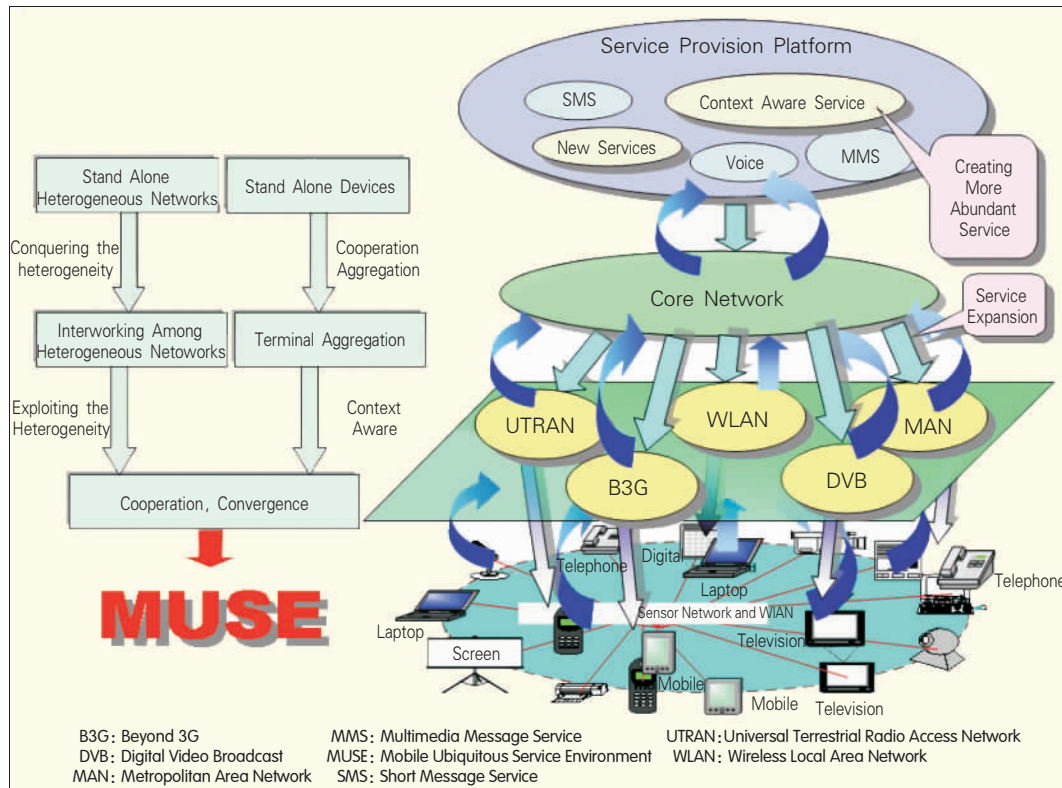 Service Provision Platform
SMS
Context Aware Service
New Services
Voice
MMS
Creating
More
Abundant
Service
Stand Alone
Heterogeneous Networks
Stand Alone Devices
Conquering the
heterogeneity
Cooperation
Aggregation
Core Network
Service
Expansion
Interworking Among
Heterogeneous Netoworks
Terminal Aggregation
Exploiting the
Heterogeneity
Context
Aware
UTRAN
WLAN
MAN
B3G
DVB
Cooperation, Convergence
MUSE
Telephone
Digital
Laptop
Telephone
Laptop
Sensor Network and WIAN
Television
Screen
Mobile
Mobile
Television
B3G: Beyond 3G
DVB: Digital Video Broadcast
MAN: Metropolitan Area Network
MMS: Multimedia Message Service
MUSE: Mobile Ubiquitous Service Environment
SMS: Short Message Service
UTRAN: Universal Terrestrial Radio Access Network
WLAN: Wireless Local Area Network